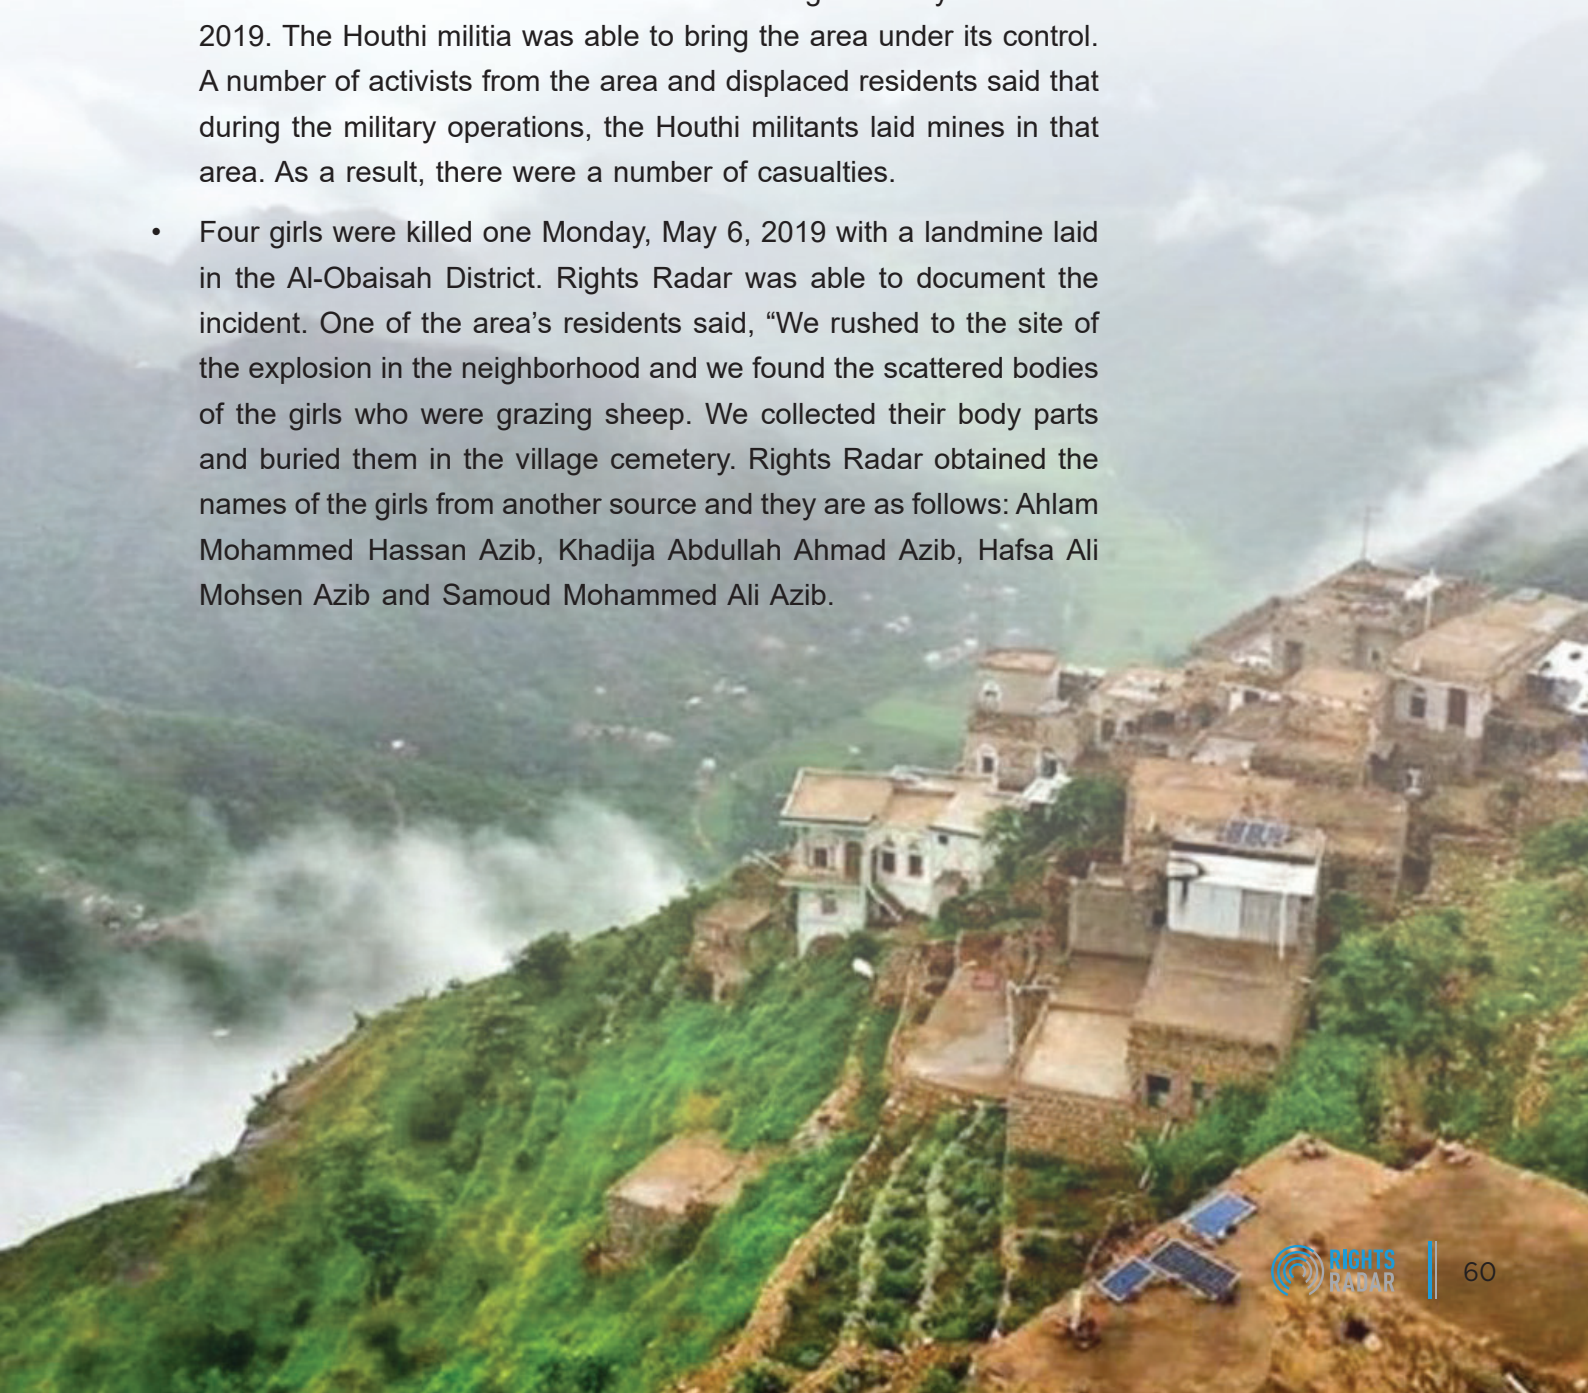 2019. The Houthi militia was able to bring the area under its control.
A number of activists from the area and displaced residents said that
during the military operations, the Houthi militants laid mines in that
area. As a result, there were a number of casualties.
• Four girls were killed one Monday, May 6, 2019 with a landmine laid
in the Al-Obaisah District. Rights Radar was able to document the
incident. One of the area’s residents said, “We rushed to the site of
the explosion in the neighborhood and we found the scattered bodies
of the girls who were grazing sheep. We collected their body parts
and buried them in the village cemetery. Rights Radar obtained the
names of the girls from another source and they are as follows: Ahlam
Mohammed Hassan Azib, Khadija Abdullah Ahmad Azib, Hafsa Ali
Mohsen Azib and Samoud Mohammed Ali Azib.
RIGHTS
RADAR
60